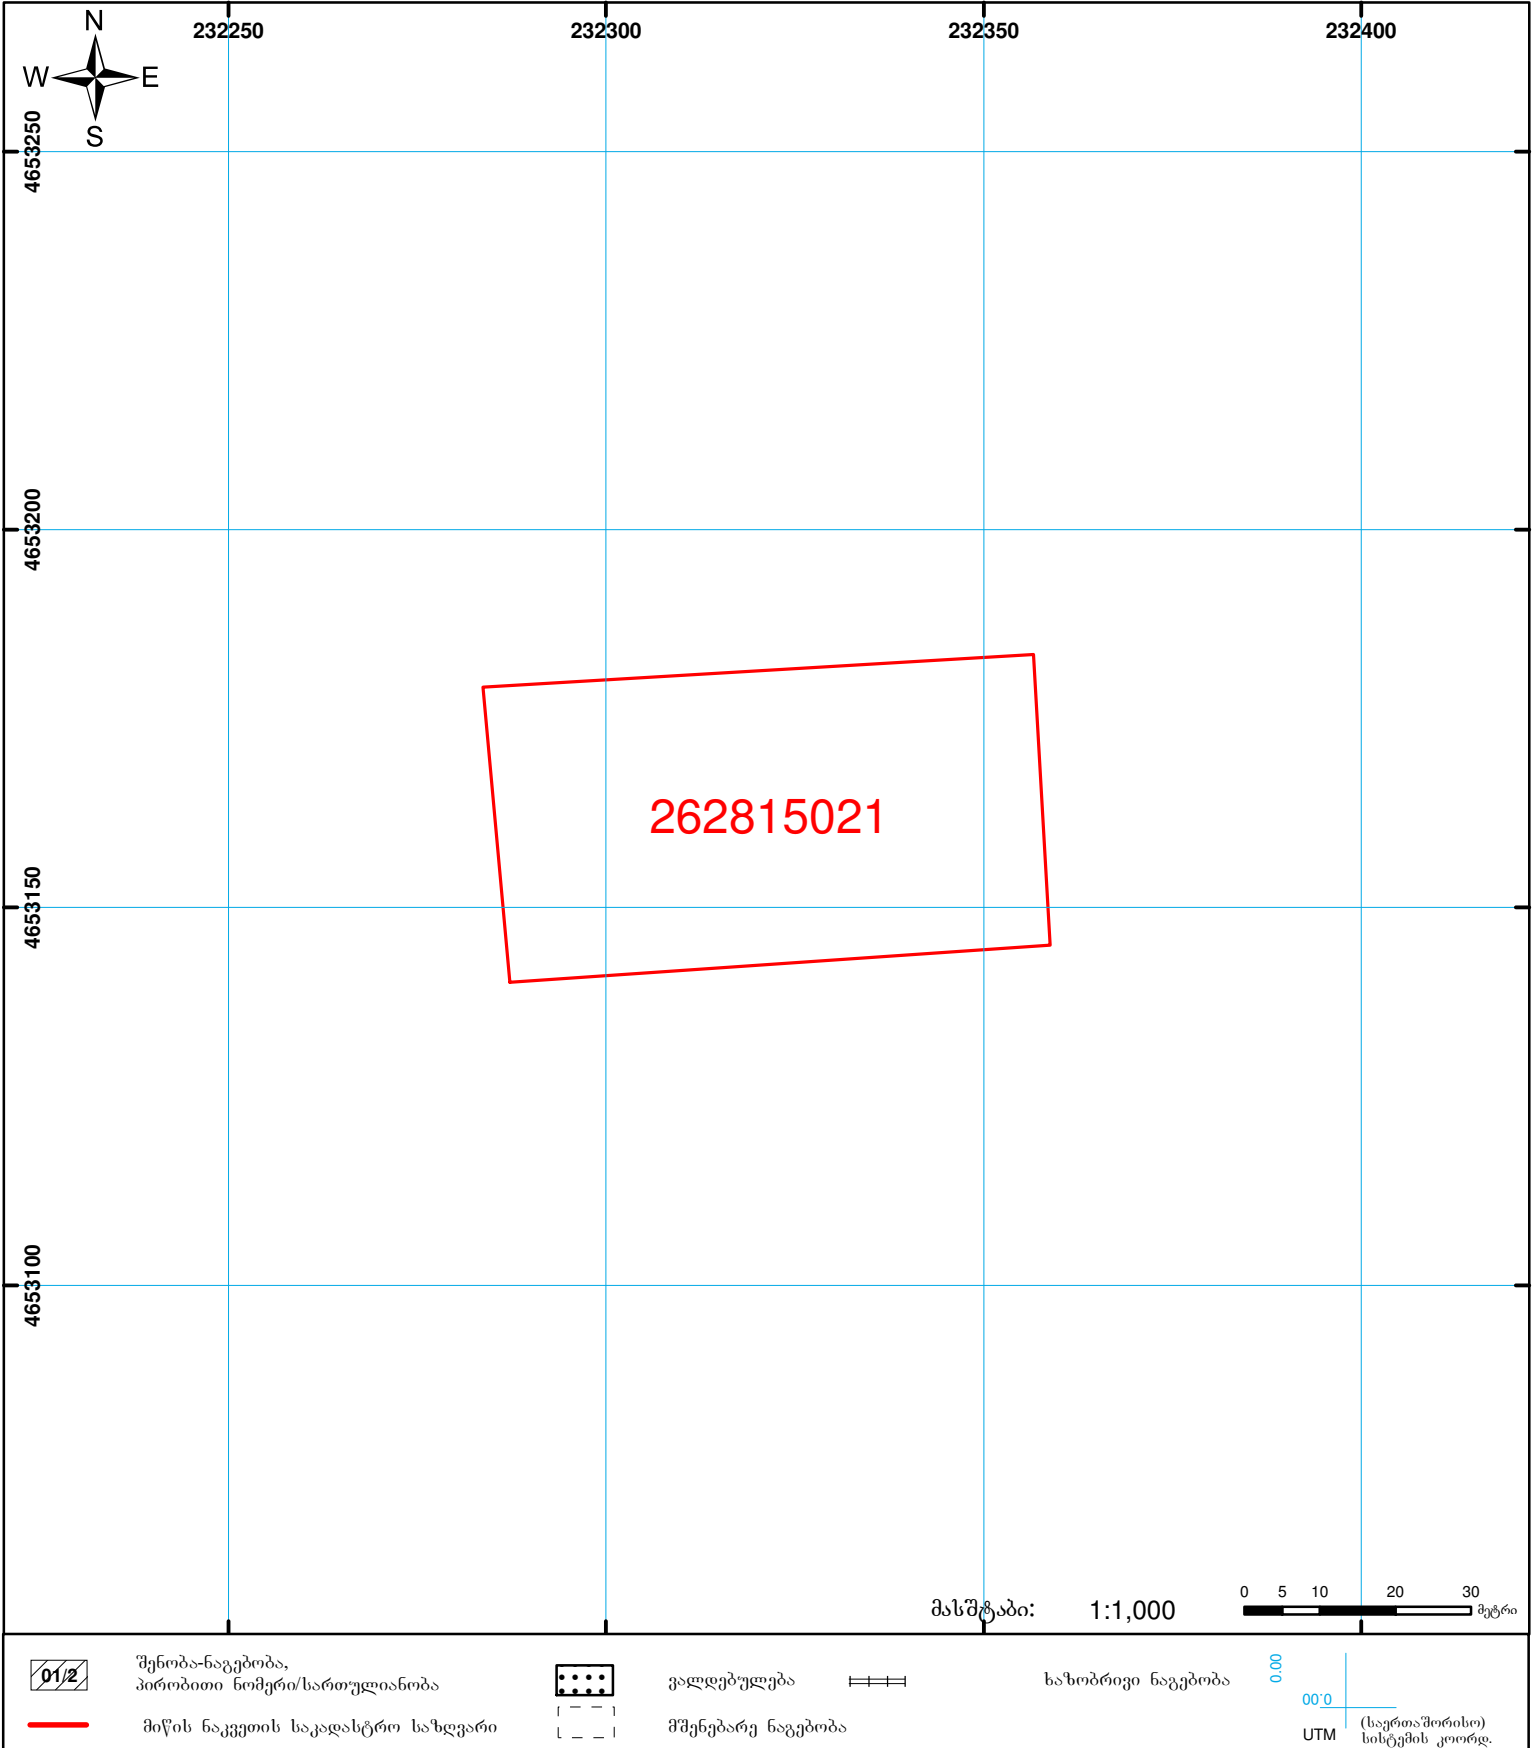 232250 232300 232350 232400
N
W E
S
4653250
4653200
4653150
4653100
262815021
მასშტაბი: 1:1,000
0 5 10 20 30
მეტრი
01/2
შენობა-ნაგებობა,
პირობითი ნომერი/სართულიანობა
მიწის ნაკვეთის საკადასტრო საზღვარი
ვალდებულება
მშენებარე ნაგებობა
ხაზობრივი ნაგებობა
0.00
0.00
UTM
(საერთაშორისო)
სისტემის კოორდ.